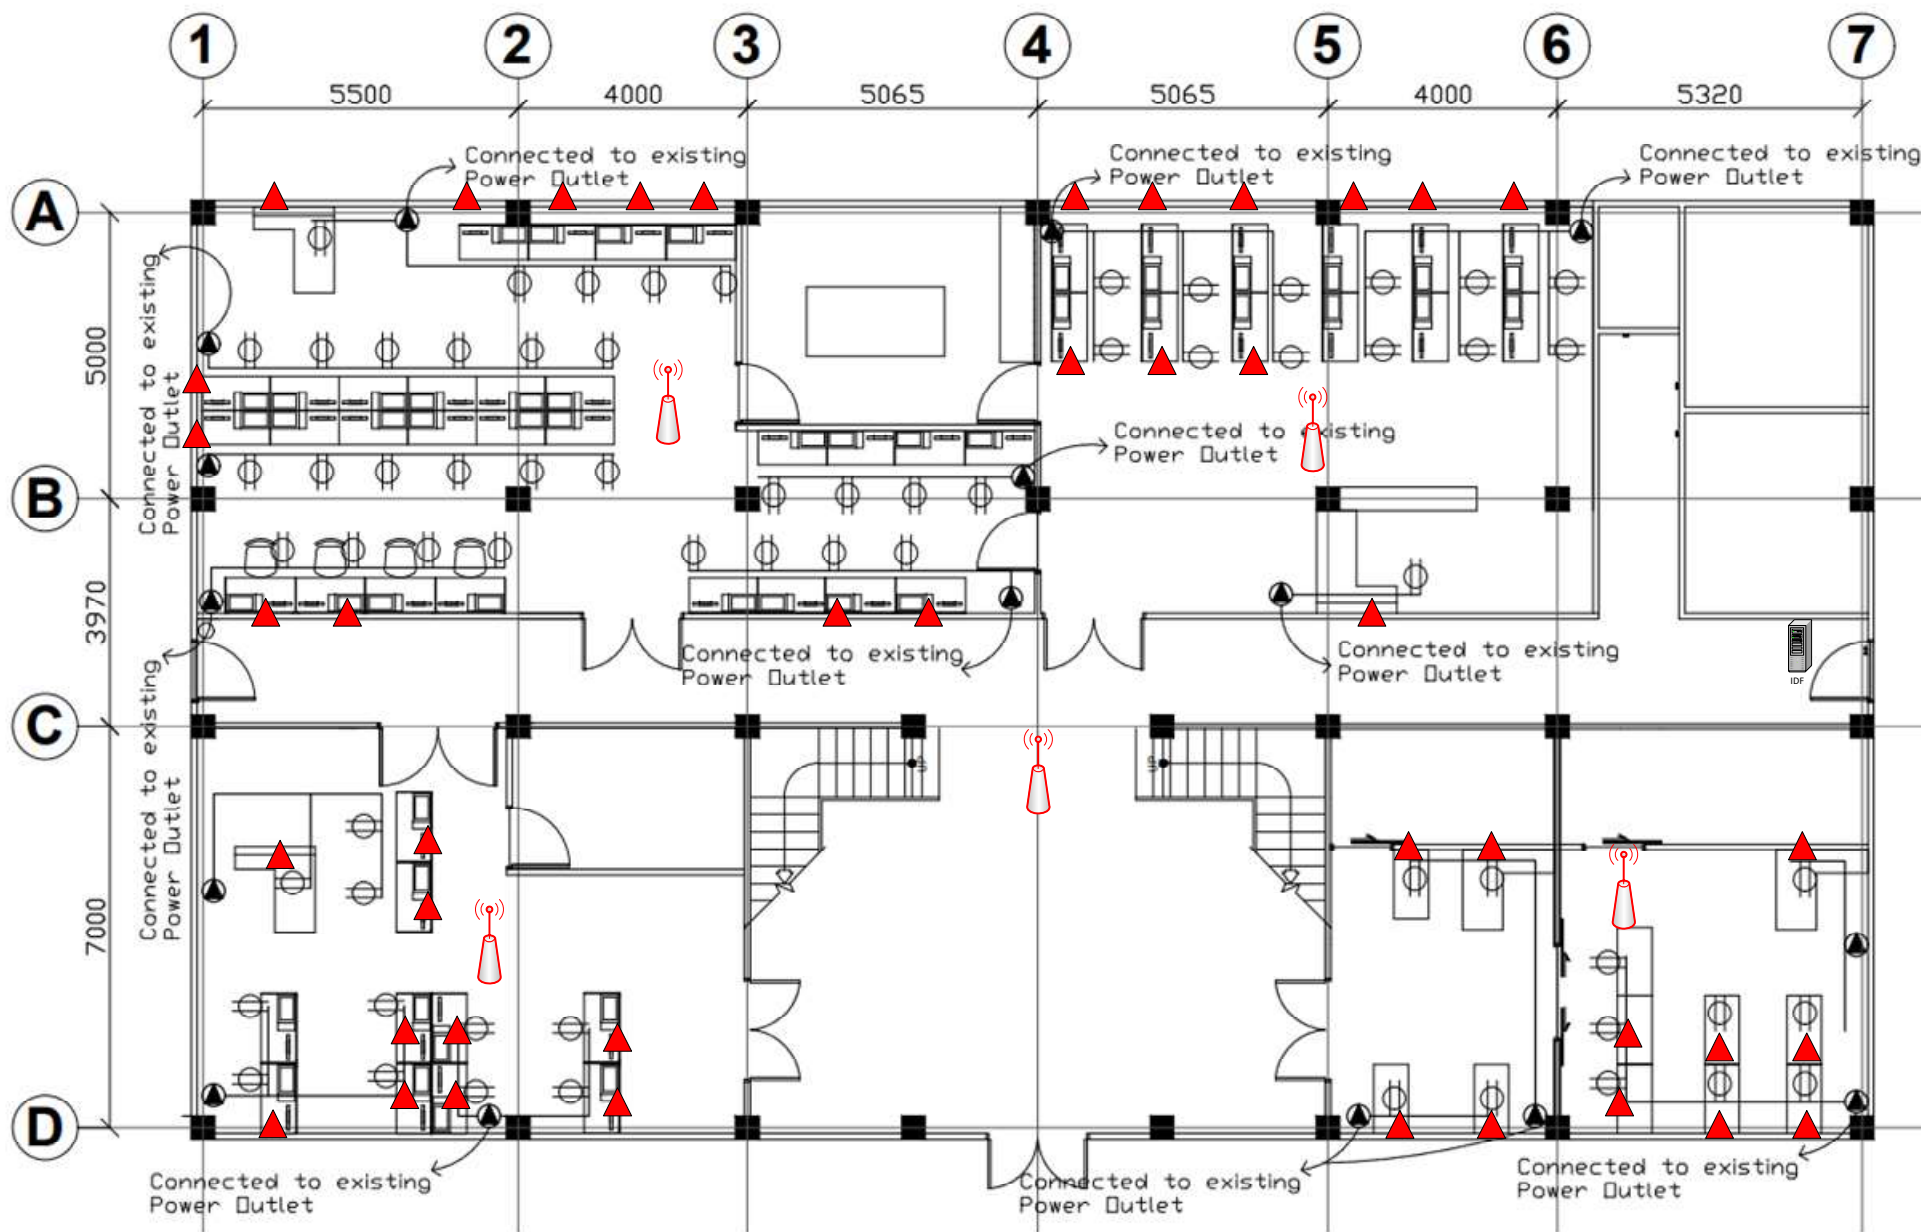 1 2 3 4 5 6 7
5500 4000 5065 5065 4000 5320
Connected to existing
Power Outlet
Connected to existing
Power Outlet
Connected to existing
Power Outlet
A
Connected to existing
Power Outlet
5000
Connected to existing
Power Outlet
B
3970
Connected to existing
Power Outlet
Connected to existing
Power Outlet
IDF
Connected to existing
Power Outlet
C
UP
UP
7000
D
Connected to existing
Power Outlet
Connected to existing
Power Outlet
Connected to existing
Power Outlet